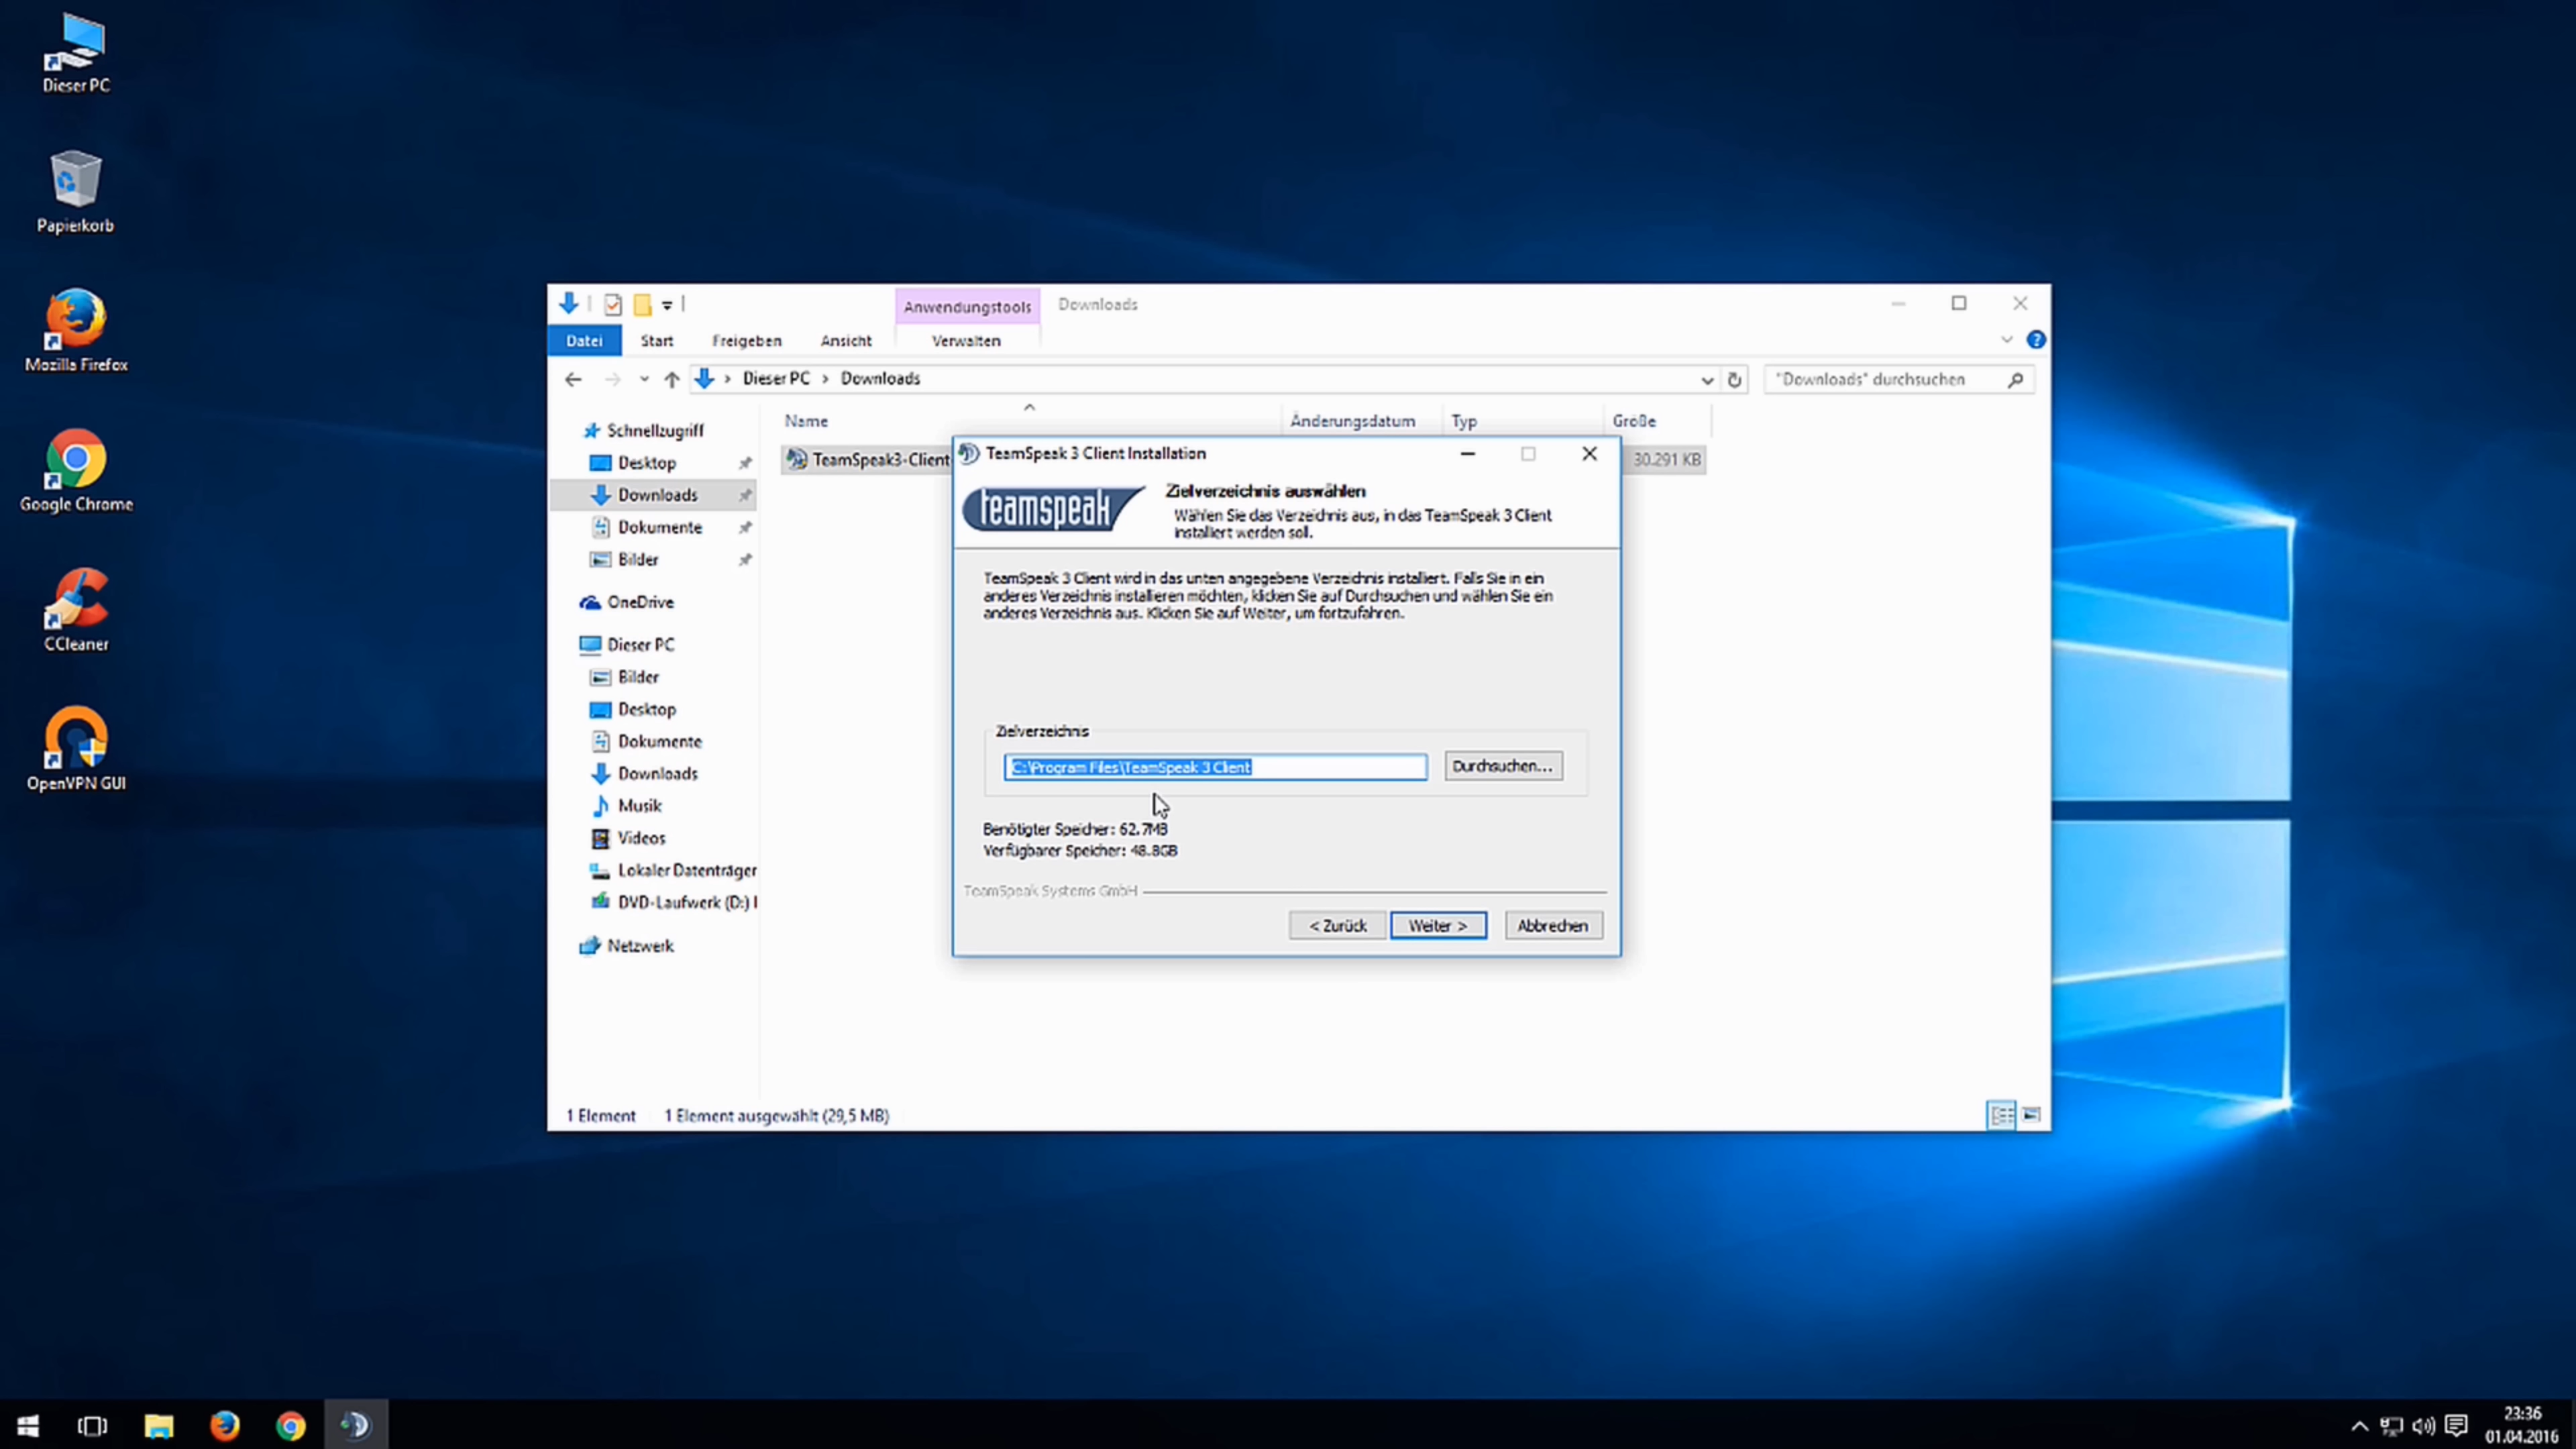 Dieser PC
Papierkorb
Mozilla Firefox
Google Chrome
CCleaner
OpenVPN GUI
Anwendungstools
Downloads
Datei
Start
Freigeben
Ansicht
Verwalten
Dieser PC
Downloads
"Downloads" durchsuchen
Schnellzugriff
Desktop
Downloads
Dokumente
Bilder
OneDrive
Dieser PC
Bilder
Desktop
Dokumente
Downloads
Musik
Videos
Lokaler Datenträger
DVD-Laufwerk (D:)
Netzwerk
Name
Änderungsdatum
Typ
Größe
TeamSpeak3-Client
30.291 KB
TeamSpeak 3 Client Installation
teamspeak
Zielverzeichnis auswählen
Wählen Sie das Verzeichnis aus, in das TeamSpeak 3 Client
installiert werden soll.
TeamSpeak 3 Client wird in das unten angegebene Verzeichnis installiert. Falls Sie in ein
anderes Verzeichnis installieren möchten, klicken Sie auf Durchsuchen und wählen Sie ein
anderes Verzeichnis aus. Klicken Sie auf Weiter, um fortzufahren.
Zielverzeichnis
C:\Program Files\TeamSpeak 3 Client
Durchsuchen...
Benötigter Speicher: 62.7MB
Verfügbarer Speicher: 48.8GB
TeamSpeak Systems GmbH
< Zurück
Weiter >
Abbrechen
1 Element
1 Element ausgewählt (29,5 MB)
23:36
01.04.2016